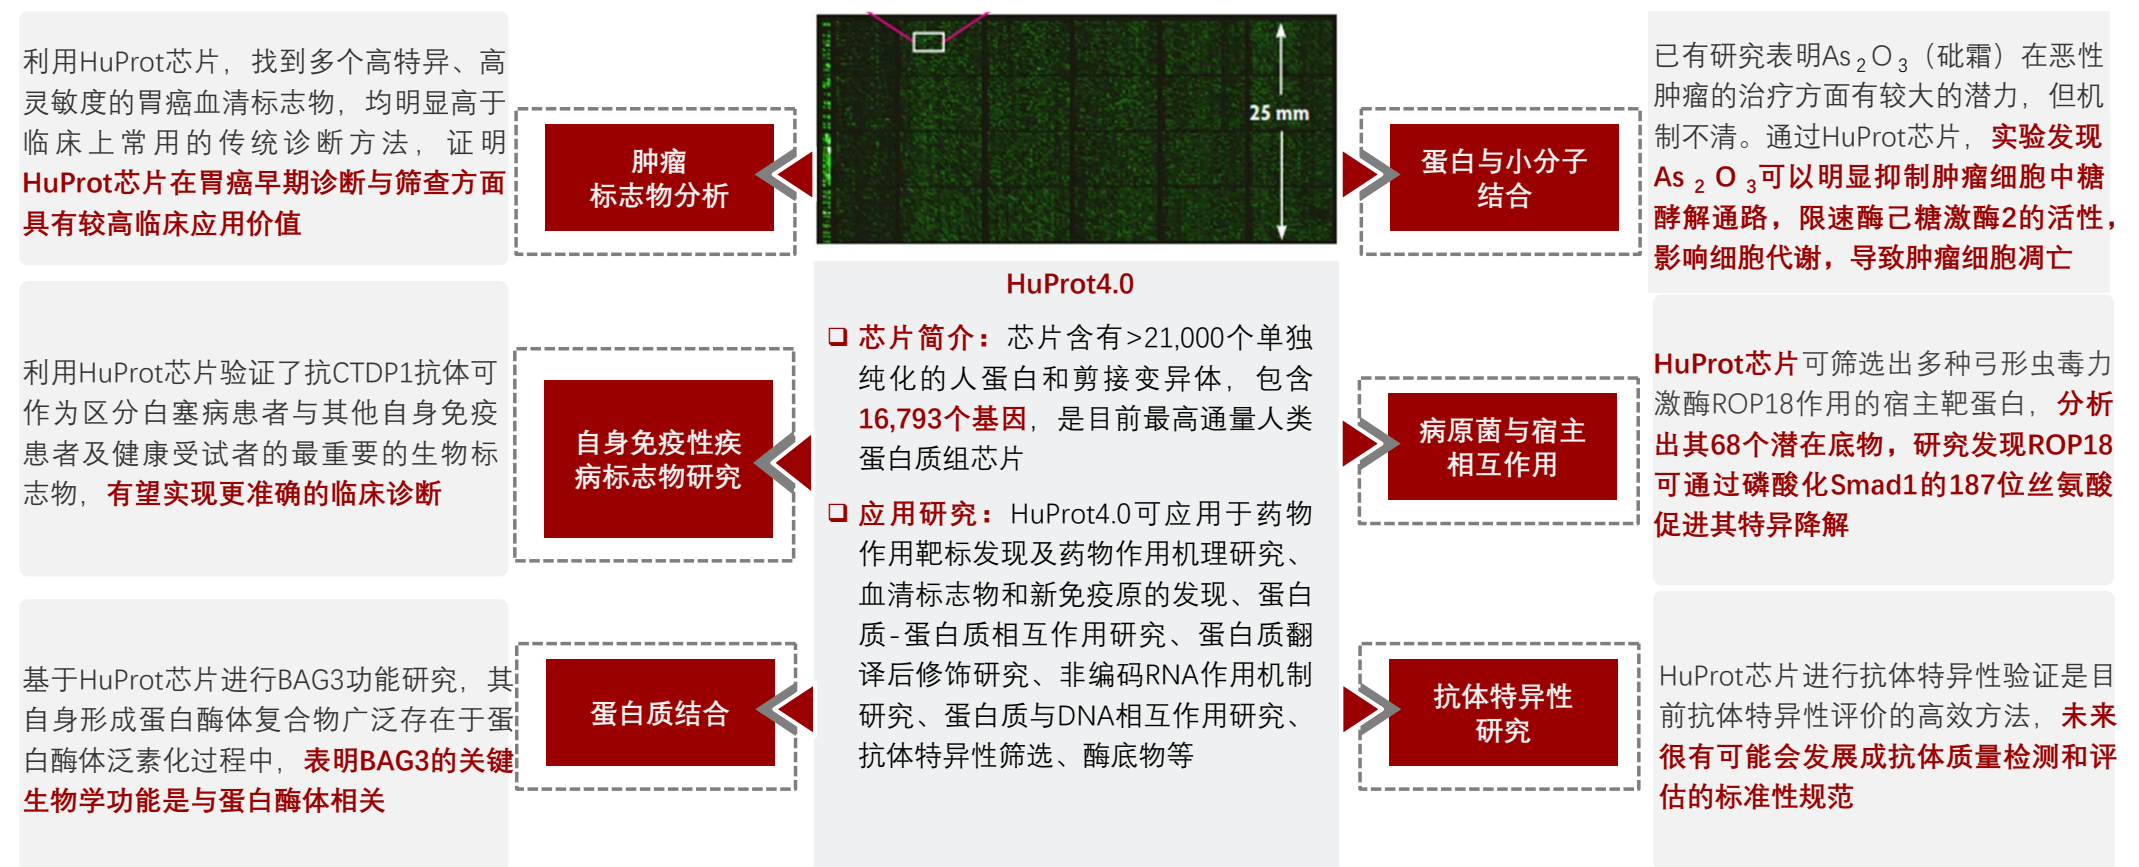 利用HuProt芯片，找到多个高特异、高
灵敏度的胃癌血清标志物，均明显高于
临床上常用的传统诊断方法，证明
HuProt芯片在胃癌早期诊断与筛查方面
具有较高临床应用价值
肿瘤
标志物分析
利用HuProt芯片验证了抗CTDP1抗体可
作为区分白塞病患者与其他自身免疫
患者及健康受试者的最重要的生物标
志物，有望实现更准确的临床诊断
自身免疫性疾
病标志物研究
基于HuProt芯片进行BAG3功能研究，其
自身形成蛋白酶体复合物广泛存在于蛋
白酶体泛素化过程中，表明BAG3的关键
生物学功能是与蛋白酶体相关
蛋白质结合
25 mm
HuProt4.0
芯片简介：芯片含有>21,000个单独
纯化的人蛋白和剪接变异体，包含
16,793个基因，是目前最高通量人类
蛋白质组芯片
应用研究：HuProt4.0可应用于药物
作用靶标发现及药物作用机理研究、
血清标志物和新免疫原的发现、蛋白
质-蛋白质相互作用研究、蛋白质翻
译后修饰研究、非编码RNA作用机制
研究、蛋白质与DNA相互作用研究、
抗体特异性筛选、酶底物等
蛋白与小分子
结合
已有研究表明As₂O₃（砒霜）在恶性
肿瘤的治疗方面有较大的潜力，但机
制不清。通过HuProt芯片，实验发现
As₂O₃可以明显抑制肿瘤细胞中糖
酵解通路，限速酶己糖激酶2的活性，
影响细胞代谢，导致肿瘤细胞凋亡
病原菌与宿主
相互作用
HuProt芯片可筛选出多种弓形虫毒力
激酶ROP18作用的宿主靶蛋白，分析
出其68个潜在底物，研究发现ROP18
可通过磷酸化Smad1的187位丝氨酸
促进其特异降解
抗体特异性
研究
HuProt芯片进行抗体特异性验证是目
前抗体特异性评价的高效方法，未来
很有可能会发展成抗体质量检测和评
估的标准性规范